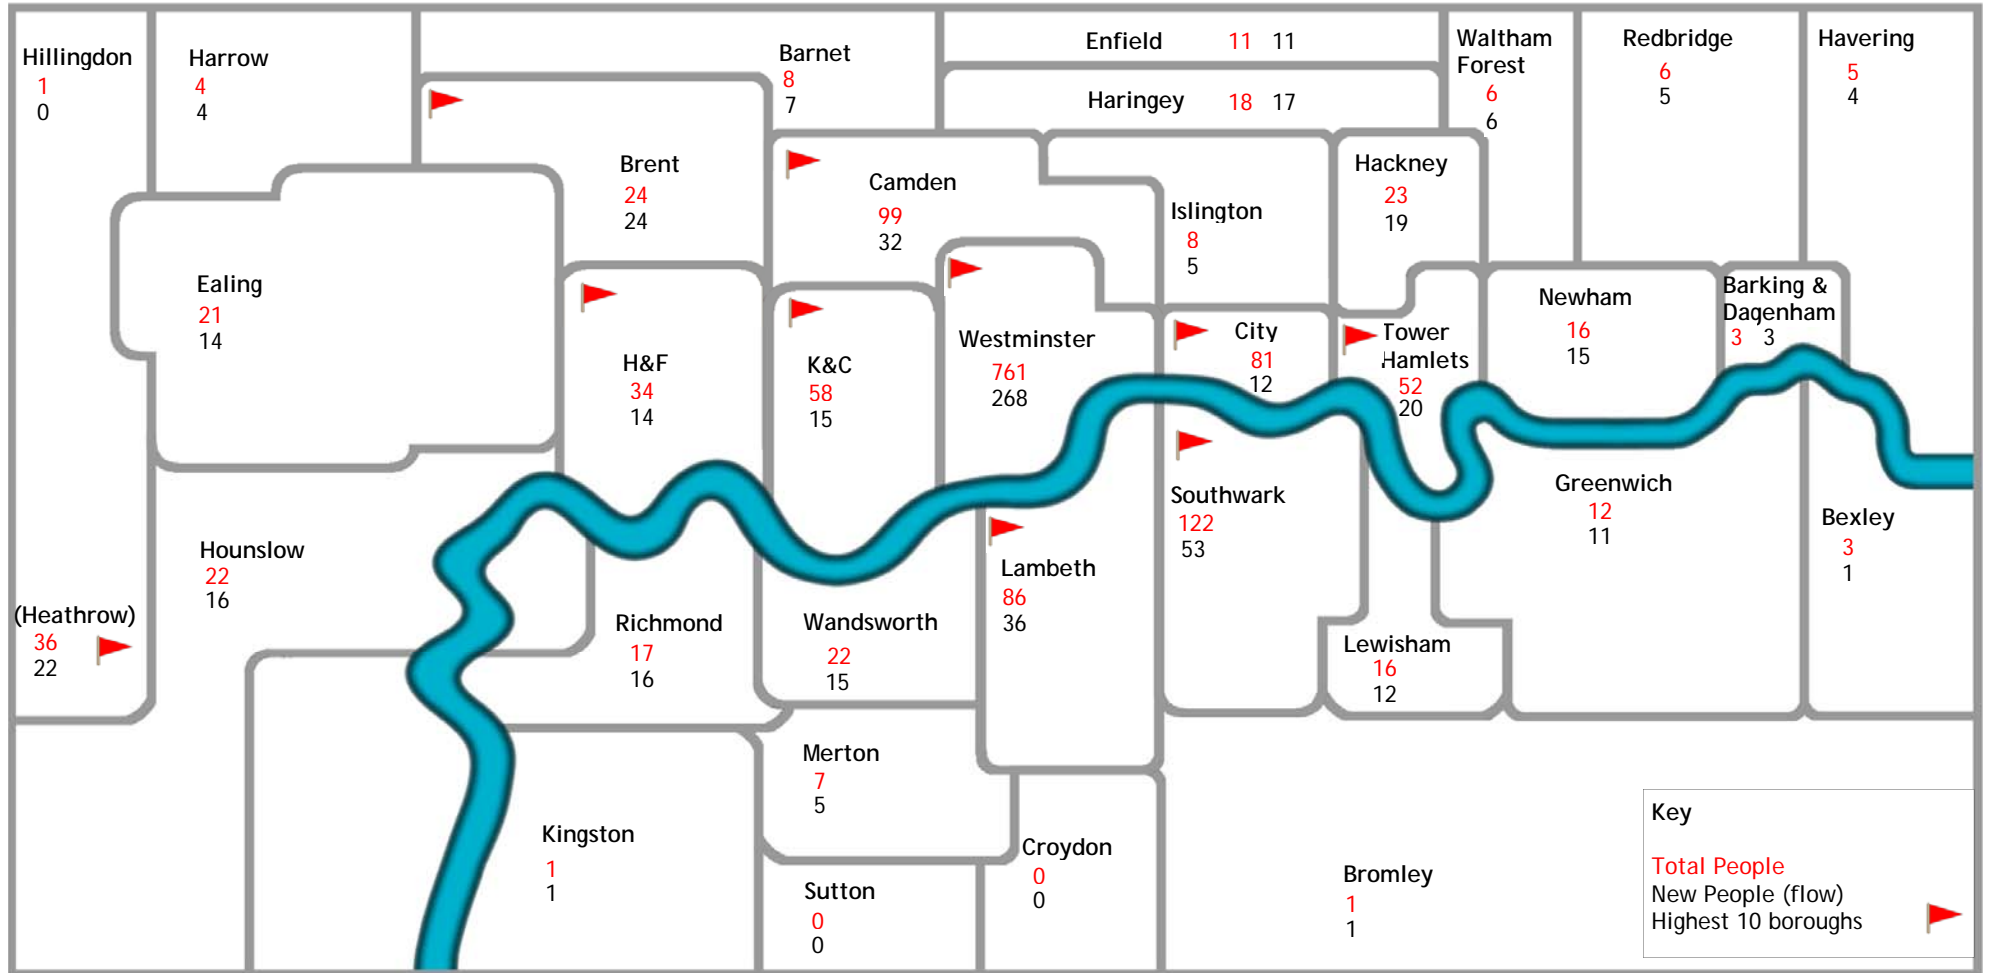 Hillingdon
1
0
Harrow
4
4
Barnet
8
7
Enfield 11 11
Haringey 18 17
Waltham
Forest
6
6
Redbridge
6
5
Havering
5
4
Brent
24
24
Camden
99
32
Islington
8
5
Hackney
23
19
Ealing
21
14
H&F
34
14
K&C
58
15
Westminster
761
268
City
81
12
Tower
Hamlets
52
20
Newham
16
15
Barking &
Dagenham
3 3
Hounslow
22
16
(Heathrow)
36
22
Richmond
17
16
Wandsworth
22
15
Lambeth
86
36
Southwark
122
53
Lewisham
16
12
Greenwich
12
11
Bexley
3
1
Kingston
1
1
Merton
7
5
Sutton
0
0
Croydon
0
0
Bromley
1
1
Key
Total People
New People (flow)
Highest 10 boroughs